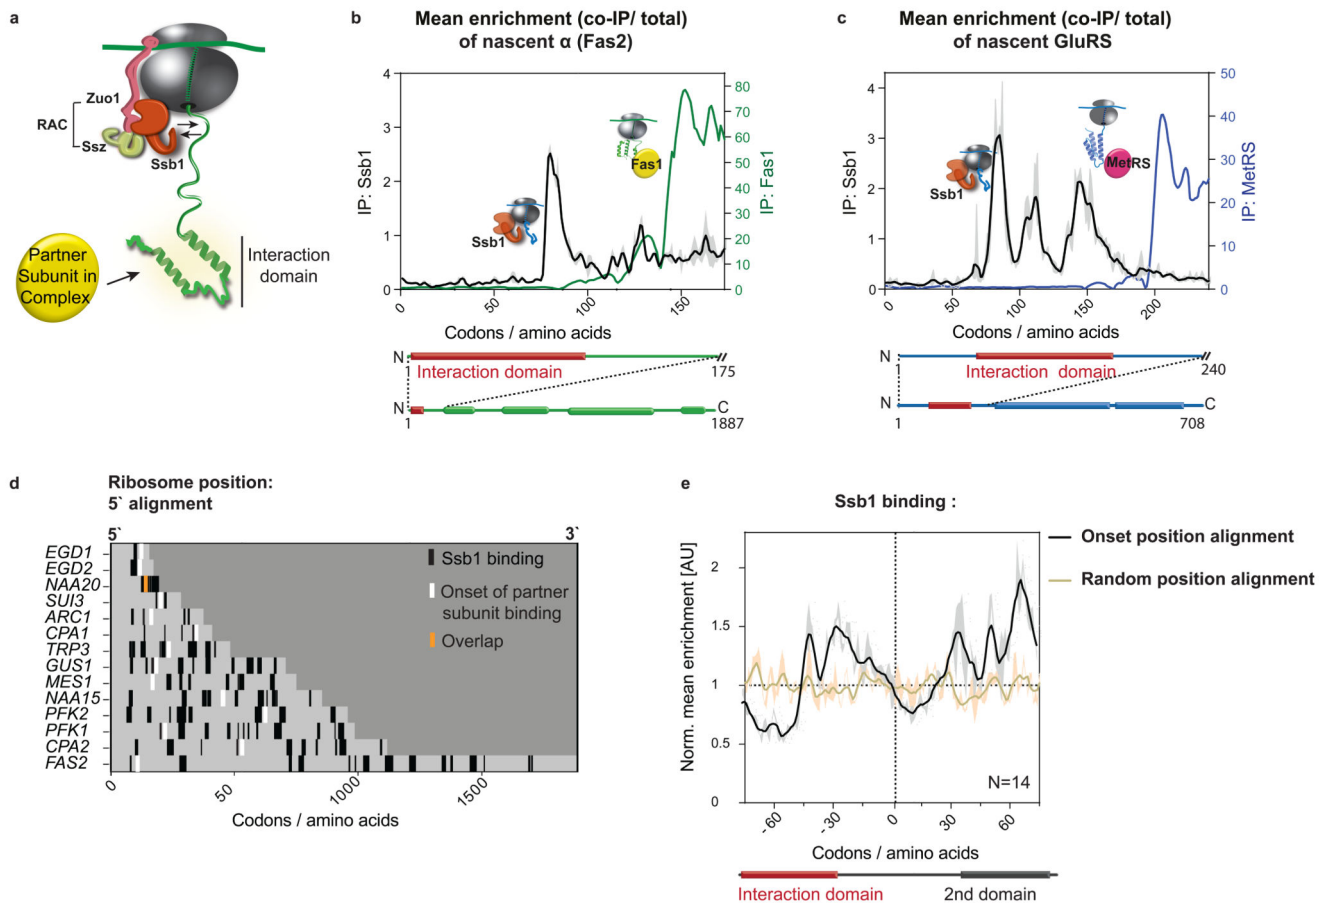 a
Zuo1
RAC
Ssz
Ssb1
Partner
Subunit in
Complex
Interaction
domain
b
Mean enrichment (co-IP/ total)
of nascent α (Fas2)
IP: Ssb1
4
3
2
1
0
0
50
100
150
80
70
60
50
40
30
20
10
0
IP: Fas1
Ssb1
Fas1
Codons / amino acids
N
1
Interaction domain
175
N
C
1
1887
c
Mean enrichment (co-IP/ total)
of nascent GluRS
IP: Ssb1
4
3
2
1
0
0
50
100
150
200
50
40
30
20
10
0
IP: MetRS
Ssb1
MetRS
Codons / amino acids
N
1
Interaction domain
240
N
C
1
708
d
Ribosome position:
5` alignment
5`
3`
EGD1
EGD2
NAA20
SUI3
ARC1
CPA1
TRP3
GUS1
MES1
NAA15
PFK2
PFK1
CPA2
FAS2
Ssb1 binding
Onset of partner
subunit binding
Overlap
0
50
1000
1500
Codons / amino acids
e
Ssb1 binding :
Onset position alignment
Random position alignment
Norm. mean enrichment [AU]
2
1.5
1
0.5
0
N=14
-60
-30
0
30
60
Codons / amino acids
Interaction domain
2nd domain